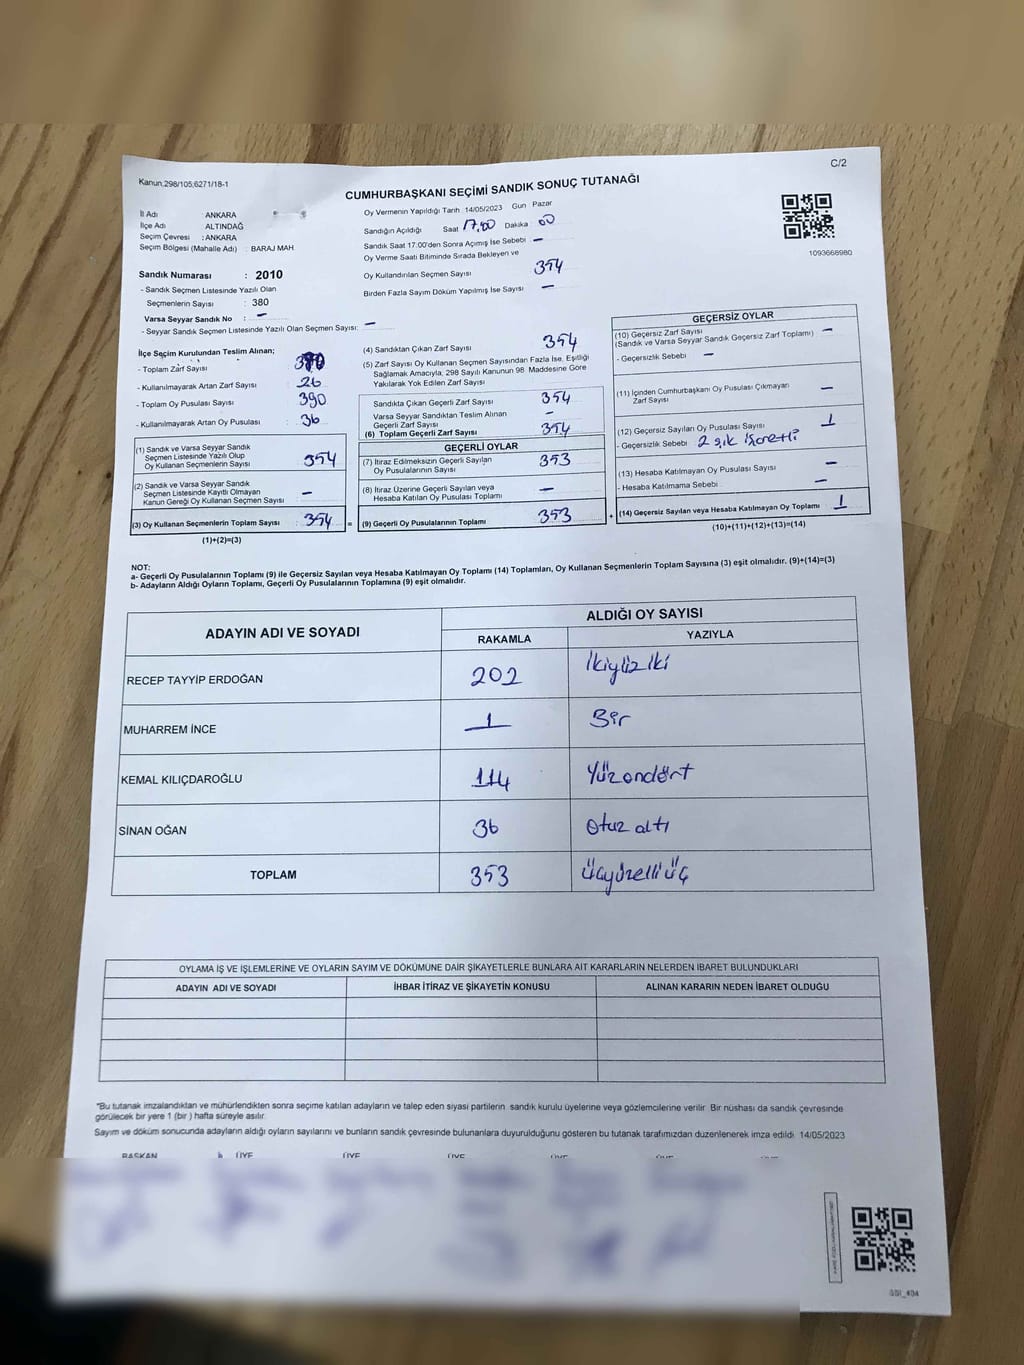 C/2
Kanun,298/105;6271/18-1
CUMHURBAŞKANI SEÇİMİ SANDIK SONUÇ TUTANAĞI
İl Adı : ANKARA
İlçe Adı : ALTINDAĞ
Seçim Çevresi : ANKARA
Seçim Bölgesi (Mahalle Adı) : BARAJ MAH
Sandık Numarası : 2010
- Sandık Seçmen Listesinde Yazılı Olan
Seçmenlerin Sayısı : 380
Varsa Seyyar Sandık No : —
- Seyyar Sandık Seçmen Listesinde Yazılı Olan Seçmen Sayısı: —
Oy Vermenin Yapıldığı Tarih 14/05/2023 Gün : Pazar
Sandığın Açıldığı Saat 17,00 Dakika 00
Sandık Saat 17:00'den Sonra Açımış İse Sebebi —
Oy Verme Saati Bitiminde Sırada Bekleyen ve
Oy Kullandırılan Seçmen Sayısı 354
Birden Fazla Sayım Döküm Yapılmış İse Sayısı —
1093668980
İlçe Seçim Kurulundan Teslim Alınan;
- Toplam Zarf Sayısı :
- Kullanılmayarak Artan Zarf Sayısı : 26
- Toplam Oy Pusulası Sayısı : 390
- Kullanılmayarak Artan Oy Pusulası : 36
(1) Sandık ve Varsa Seyyar Sandık
Seçmen Listesinde Yazılı Olup
Oy Kullanan Seçmenlerin Sayısı : 354
(2) Sandık ve Varsa Seyyar Sandık
Seçmen Listesinde Kayıtlı Olmayan
Kanun Gereği Oy Kullanan Seçmen Sayısı : —
(3) Oy Kullanan Seçmenlerin Toplam Sayısı : 354 =
(1)+(2)=(3)
(4) Sandıktan Çıkan Zarf Sayısı 354
(5) Zarf Sayısı Oy Kullanan Seçmen Sayısından Fazla İse, Eşitliği
Sağlamak Amacıyla, 298 Sayılı Kanunun 98. Maddesine Göre
Yakılarak Yok Edilen Zarf Sayısı
Sandıkta Çıkan Geçerli Zarf Sayısı 354
Varsa Seyyar Sandıktan Teslim Alınan
Geçerli Zarf Sayısı —
(6) Toplam Geçerli Zarf Sayısı 354
GEÇERLİ OYLAR
(7) İtiraz Edilmeksizin Geçerli Sayılan
Oy Pusulalarının Sayısı 353
(8) İtiraz Üzerine Geçerli Sayılan veya
Hesaba Katılan Oy Pusulası Toplamı —
(9) Geçerli Oy Pusulalarının Toplamı 353 +
GEÇERSİZ OYLAR
(10) Geçersiz Zarf Sayısı —
(Sandık ve Varsa Seyyar Sandık Geçersiz Zarf Toplamı)
- Geçersizlik Sebebi : —
(11) İçinden Cumhurbaşkanı Oy Pusulası Çıkmayan
Zarf Sayısı —
(12) Geçersiz Sayılan Oy Pusulası Sayısı 1
- Geçersizlik Sebebi : 2 şık işaretli
(13) Hesaba Katılmayan Oy Pusulası Sayısı —
- Hesaba Katılmama Sebebi : —
(14) Geçersiz Sayılan veya Hesaba Katılmayan Oy Toplamı 1
(10)+(11)+(12)+(13)=(14)
NOT:
a- Geçerli Oy Pusulalarının Toplamı (9) ile Geçersiz Sayılan veya Hesaba Katılmayan Oy Toplamı (14) Toplamları, Oy Kullanan Seçmenlerin Toplam Sayısına (3) eşit olmalıdır. (9)+(14)=(3)
b- Adayların Aldığı Oyların Toplamı, Geçerli Oy Pusulalarının Toplamına (9) eşit olmalıdır.
ADAYIN ADI VE SOYADI ALDIĞI OY SAYISI
RAKAMLA YAZIYLA
RECEP TAYYİP ERDOĞAN 202 ikiyüziki
MUHARREM İNCE 1 Bir
KEMAL KILIÇDAROĞLU 114 Yüzondört
SİNAN OĞAN 36 Otuz altı
TOPLAM 353 üçyüzelli üç
OYLAMA İŞ VE İŞLEMLERİNE VE OYLARIN SAYIM VE DÖKÜMÜNE DAİR ŞİKAYETLERLE BUNLARA AİT KARARLARIN NELERDEN İBARET BULUNDUKLARI
ADAYIN ADI VE SOYADI İHBAR İTİRAZ VE ŞİKAYETİN KONUSU ALINAN KARARIN NEDEN İBARET OLDUĞU
*Bu tutanak imzalandıktan ve mühürlendikten sonra seçime katılan adayların ve talep eden siyasi partilerin sandık kurulu üyelerine veya gözlemcilerine verilir. Bir nüshası da sandık çevresinde
görülecek bir yere 1 (bir ) hafta süreyle asılır.
Sayım ve döküm sonucunda adayların aldığı oyların sayılarını ve bunların sandık çevresinde bulunanlara duyurulduğunu gösteren bu tutanak tarafımızdan düzenlenerek imza edildi. 14/05/2023
BAŞKAN ÜYE ÜYE ÜYE ÜYE ÜYE